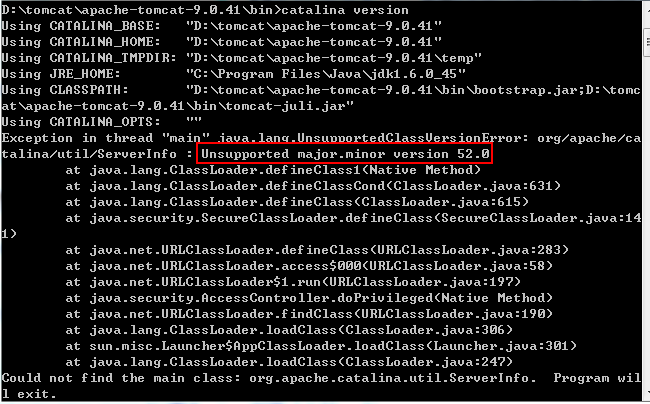 D:\tomcat\apache-tomcat-9.0.41\bin>catalina version
Using CATALINA_BASE:   "D:\tomcat\apache-tomcat-9.0.41"
Using CATALINA_HOME:   "D:\tomcat\apache-tomcat-9.0.41"
Using CATALINA_TMPDIR: "D:\tomcat\apache-tomcat-9.0.41\temp"
Using JRE_HOME:        "C:\Program Files\Java\jdk1.6.0_45"
Using CLASSPATH:       "D:\tomcat\apache-tomcat-9.0.41\bin\bootstrap.jar;D:\tomc
at\apache-tomcat-9.0.41\bin\tomcat-juli.jar"
Using CATALINA_OPTS:   ""
Exception in thread "main" java.lang.UnsupportedClassVersionError: org/apache/ca
talina/util/ServerInfo : Unsupported major.minor version 52.0
        at java.lang.ClassLoader.defineClass1(Native Method)
        at java.lang.ClassLoader.defineClassCond(ClassLoader.java:631)
        at java.lang.ClassLoader.defineClass(ClassLoader.java:615)
        at java.security.SecureClassLoader.defineClass(SecureClassLoader.java:14
1)
        at java.net.URLClassLoader.defineClass(URLClassLoader.java:283)
        at java.net.URLClassLoader.access$000(URLClassLoader.java:58)
        at java.net.URLClassLoader$1.run(URLClassLoader.java:197)
        at java.security.AccessController.doPrivileged(Native Method)
        at java.net.URLClassLoader.findClass(URLClassLoader.java:190)
        at java.lang.ClassLoader.loadClass(ClassLoader.java:306)
        at sun.misc.Launcher$AppClassLoader.loadClass(Launcher.java:301)
        at java.lang.ClassLoader.loadClass(ClassLoader.java:247)
Could not find the main class: org.apache.catalina.util.ServerInfo.  Program wil
l exit.